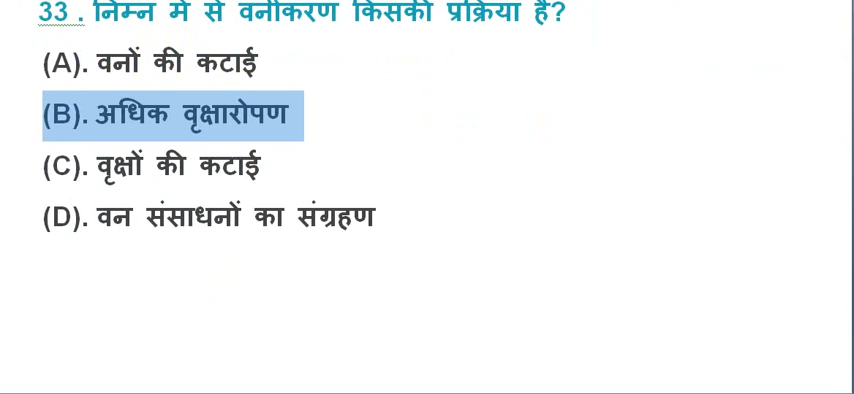 33 . निम्न में से वनीकरण किसकी प्रक्रिया है?
(A). वनों की कटाई
(B). अधिक वृक्षारोपण
(C). वृक्षों की कटाई
(D). वन संसाधनों का संग्रहण